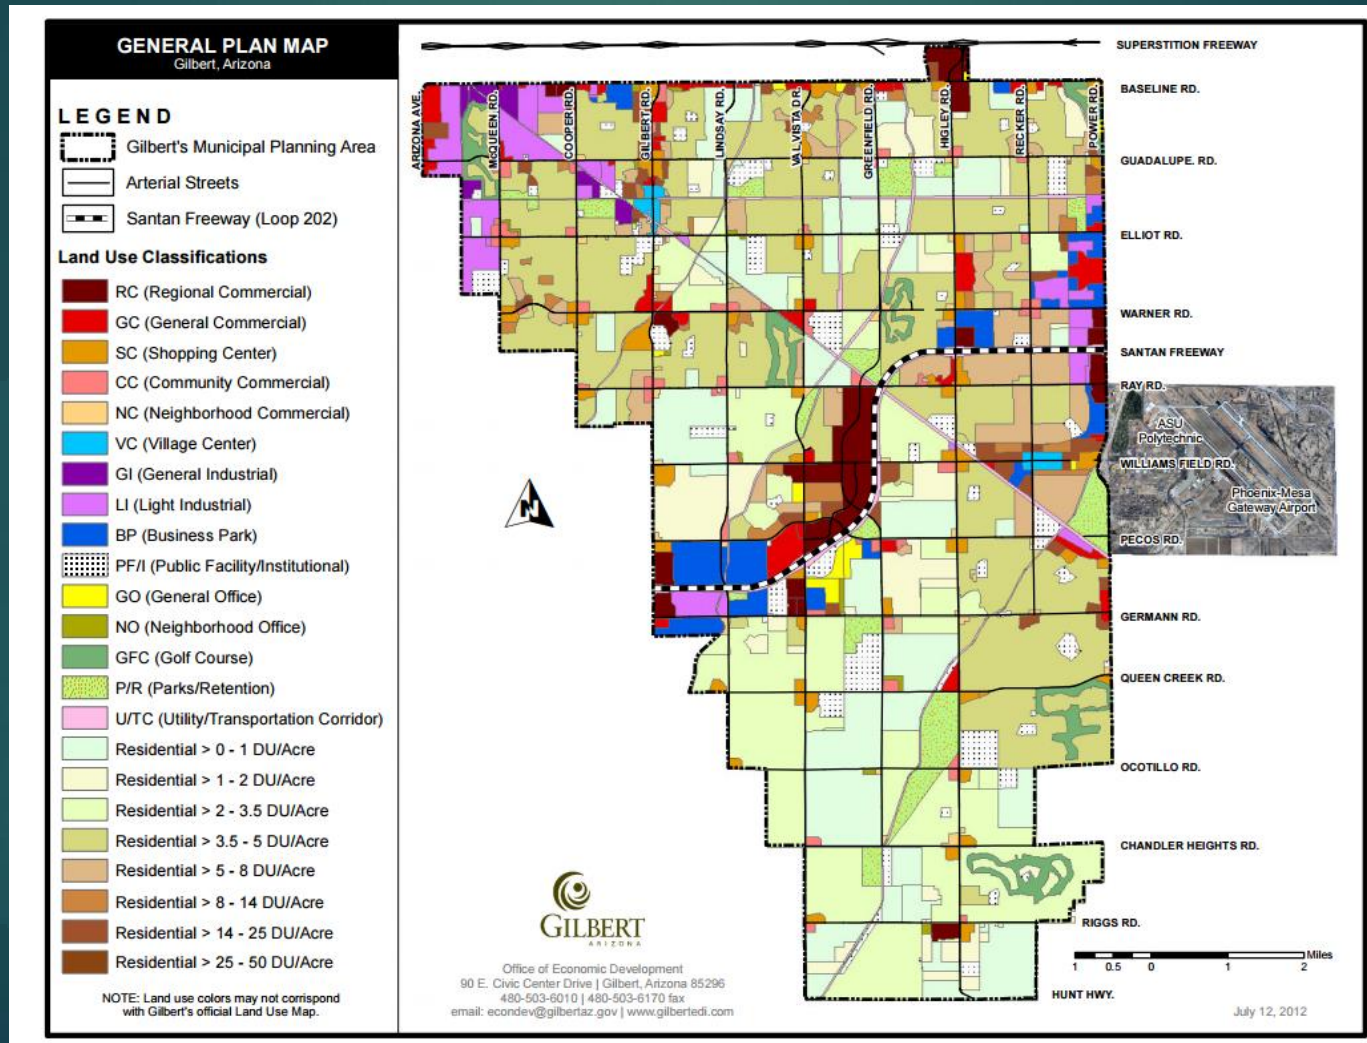 GENERAL PLAN MAP
Gilbert, Arizona
LEGEND
Gilbert's Municipal Planning Area
Arterial Streets
Santan Freeway (Loop 202)
Land Use Classifications
RC (Regional Commercial)
GC (General Commercial)
SC (Shopping Center)
CC (Community Commercial)
NC (Neighborhood Commercial)
VC (Village Center)
GI (General Industrial)
LI (Light Industrial)
BP (Business Park)
PF/I (Public Facility/Institutional)
GO (General Office)
NO (Neighborhood Office)
GFC (Golf Course)
P/R (Parks/Retention)
U/TC (Utility/Transportation Corridor)
Residential > 0 - 1 DU/Acre
Residential > 1 - 2 DU/Acre
Residential > 2 - 3.5 DU/Acre
Residential > 3.5 - 5 DU/Acre
Residential > 5 - 8 DU/Acre
Residential > 8 - 14 DU/Acre
Residential > 14 - 25 DU/Acre
Residential > 25 - 50 DU/Acre
NOTE: Land use colors may not corrispond
with Gilbert's official Land Use Map.
SUPERSTITION FREEWAY
BASELINE RD.
ARIZONA AVE.
McQUEEN RD.
COOPER RD.
GILBERT RD.
LINDSAY RD.
VAL VISTA DR.
GREENFIELD RD.
HIGLEY RD.
RECKER RD.
POWER RD.
GUADALUPE. RD.
ELLIOT RD.
WARNER RD.
SANTAN FREEWAY
RAY RD.
ASU
Polytechnic
WILLIAMS FIELD RD.
Phoenix-Mesa
Gateway Airport
PECOS RD.
N
GERMANN RD.
QUEEN CREEK RD.
OCOTILLO RD.
CHANDLER HEIGHTS RD.
RIGGS RD.
HUNT HWY.
GILBERT
ARIZONA
Office of Economic Development
90 E. Civic Center Drive | Gilbert, Arizona 85296
480-503-6010 | 480-503-6170 fax
email: econdev@gilbertaz.gov | www.gilbertedi.com
Miles
1 0.5 0 1 2
July 12, 2012